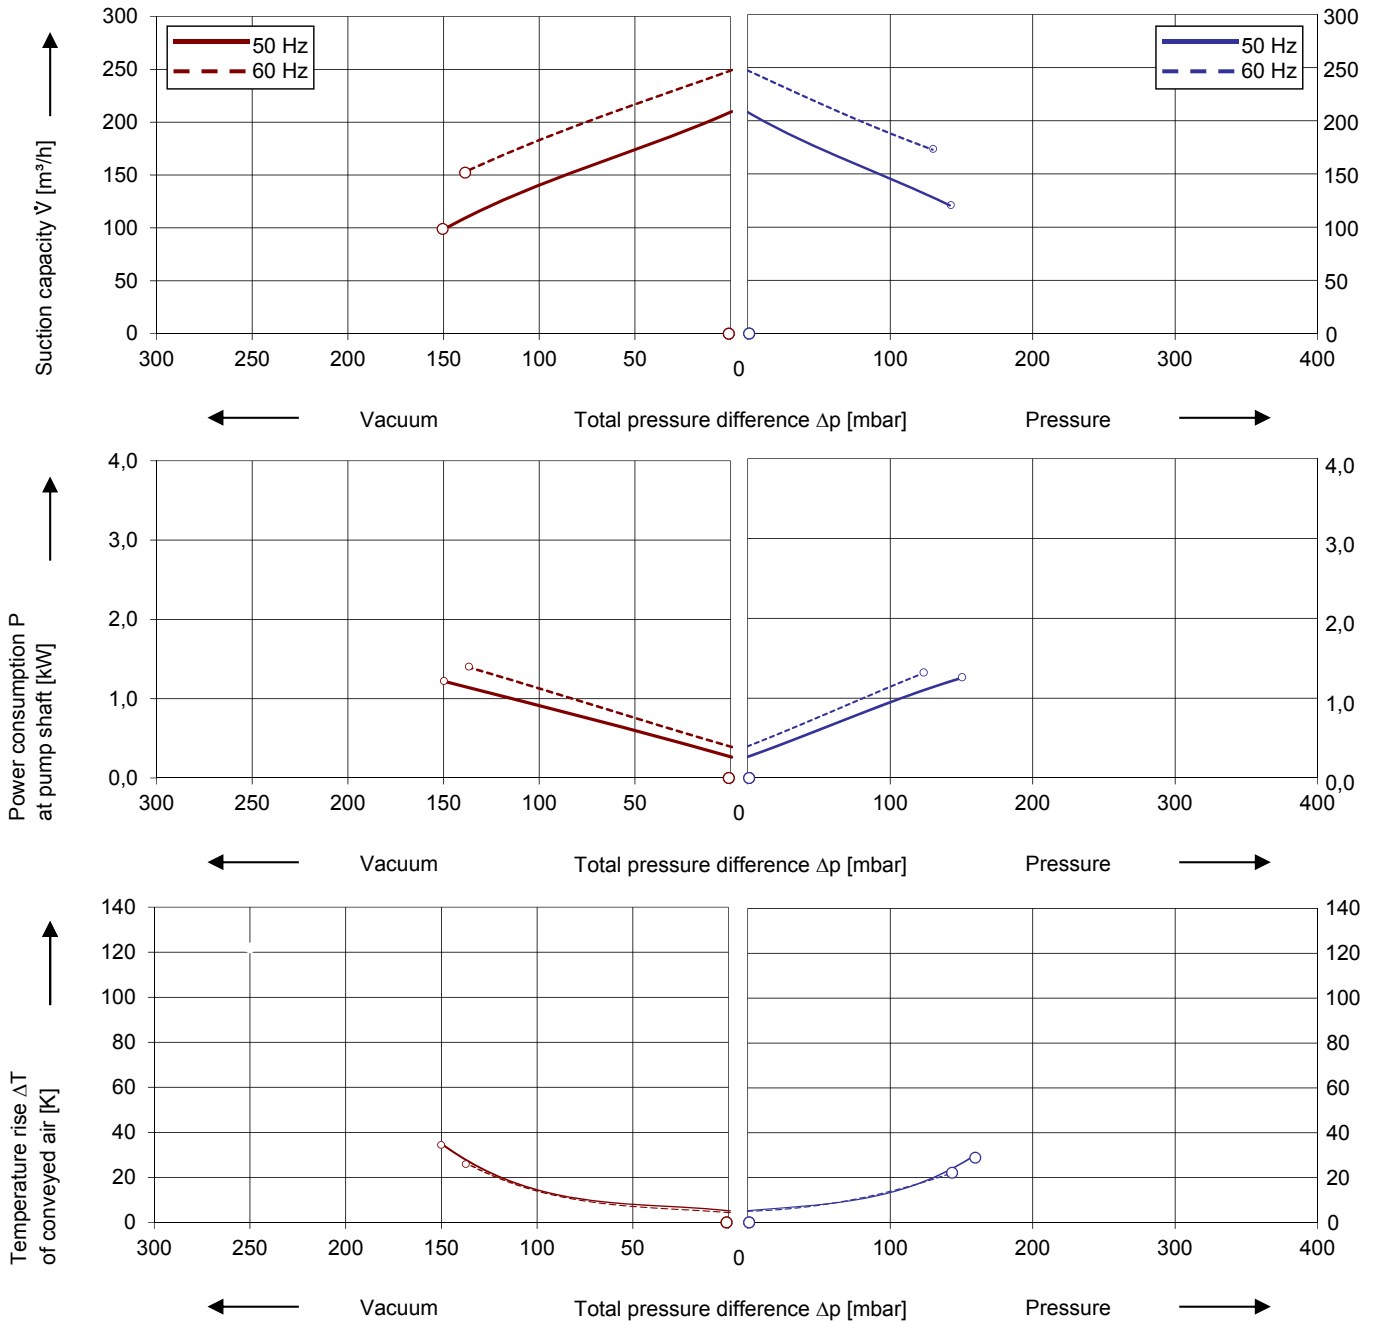 300
250
200
150
100
50
0
50 Hz
60 Hz
50 Hz
60 Hz
300
250
200
150
100
50
0
Suction capacity V̇ [m³/h]
300 250 200 150 100 50 0 100 200 300 400
Vacuum Total pressure difference Δp [mbar] Pressure
4,0
3,0
2,0
1,0
0,0
4,0
3,0
2,0
1,0
0,0
Power consumption P
at pump shaft [kW]
300 250 200 150 100 50 0 100 200 300 400
Vacuum Total pressure difference Δp [mbar] Pressure
140
120
100
80
60
40
20
0
140
120
100
80
60
40
20
0
Temperature rise ΔT
of conveyed air [K]
300 250 200 150 100 50 0 100 200 300 400
Vacuum Total pressure difference Δp [mbar] Pressure